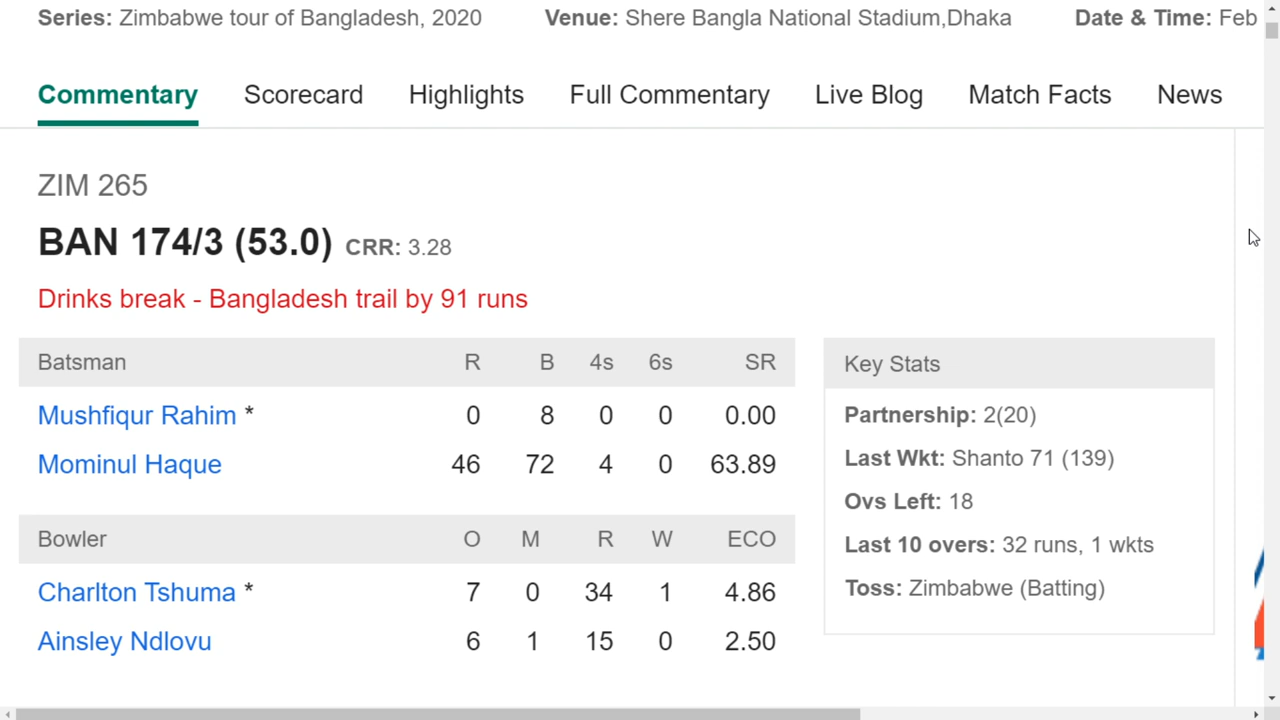 Series: Zimbabwe tour of Bangladesh, 2020 Venue: Shere Bangla National Stadium,Dhaka Date & Time: Feb
Commentary Scorecard Highlights Full Commentary Live Blog Match Facts News
ZIM 265
BAN 174/3 (53.0) CRR: 3.28
Drinks break - Bangladesh trail by 91 runs
Batsman R B 4s 6s SR
Mushfiqur Rahim * 0 8 0 0 0.00
Mominul Haque 46 72 4 0 63.89
Bowler O M R W ECO
Charlton Tshuma * 7 0 34 1 4.86
Ainsley Ndlovu 6 1 15 0 2.50
Key Stats
Partnership: 2(20)
Last Wkt: Shanto 71 (139)
Ovs Left: 18
Last 10 overs: 32 runs, 1 wkts
Toss: Zimbabwe (Batting)